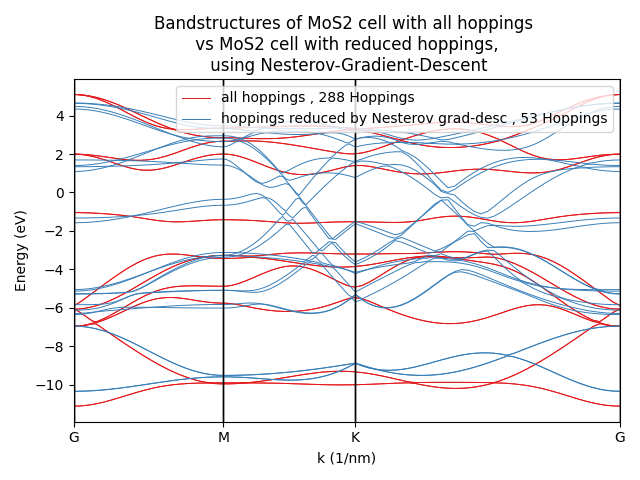 Bandstructures of MoS2 cell with all hoppings
vs MoS2 cell with reduced hoppings,
using Nesterov-Gradient-Descent
all hoppings , 288 Hoppings
hoppings reduced by Nesterov grad-desc , 53 Hoppings
4
2
0
−2
−4
−6
−8
−10
Energy (eV)
G M K G
k (1/nm)